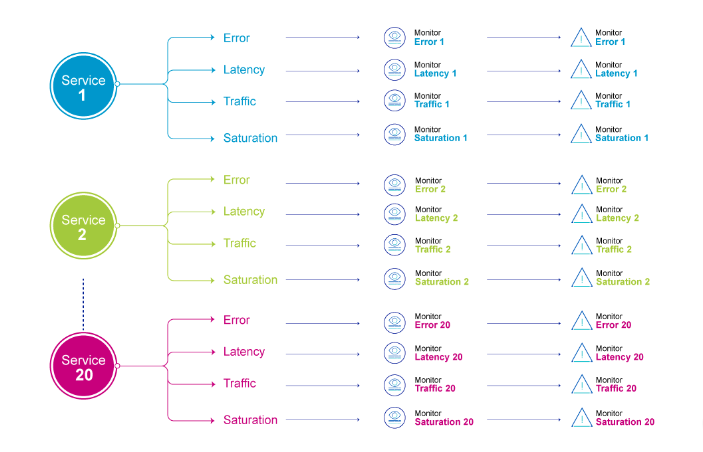 Service
1
Error
Monitor
Error 1
Monitor
Error 1
Latency
Monitor
Latency 1
Monitor
Latency 1
Traffic
Monitor
Traffic 1
Monitor
Traffic 1
Saturation
Monitor
Saturation 1
Monitor
Saturation 1
Service
2
Error
Monitor
Error 2
Monitor
Error 2
Latency
Monitor
Latency 2
Monitor
Latency 2
Traffic
Monitor
Traffic 2
Monitor
Traffic 2
Saturation
Monitor
Saturation 2
Monitor
Saturation 2
Service
20
Error
Monitor
Error 20
Monitor
Error 20
Latency
Monitor
Latency 20
Monitor
Latency 20
Traffic
Monitor
Traffic 20
Monitor
Traffic 20
Saturation
Monitor
Saturation 20
Monitor
Saturation 20